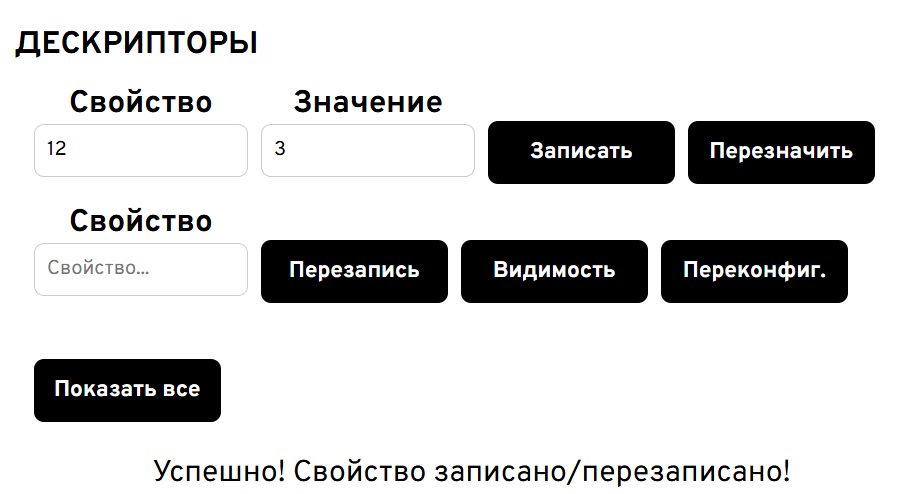 ДЕСКРИПТОРЫ
Свойство Значение
12 3 Записать Перезначить
Свойство
Свойство... Перезапись Видимость Переконфиг.
Показать все
Успешно! Свойство записано/перезаписано!